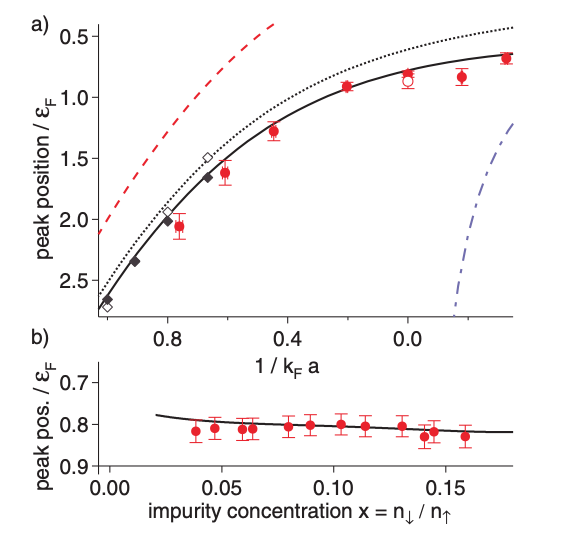 a)
0.5
1.0
1.5
2.0
2.5
peak position / εF
0.8 0.4 0.0
1 / kF a
b)
0.7
0.8
0.9
peak pos. / εF
0.00 0.05 0.10 0.15
impurity concentration x = n↓ / n↑